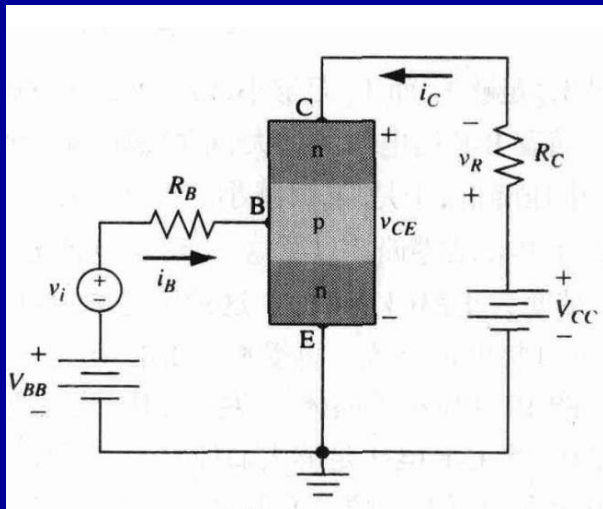 C
i_C
+
−
n
R_B
B
p
v_CE
v_R
R_C
+
i_B
n
v_i
+
−
E
+
V_CC
−
+
V_BB
−